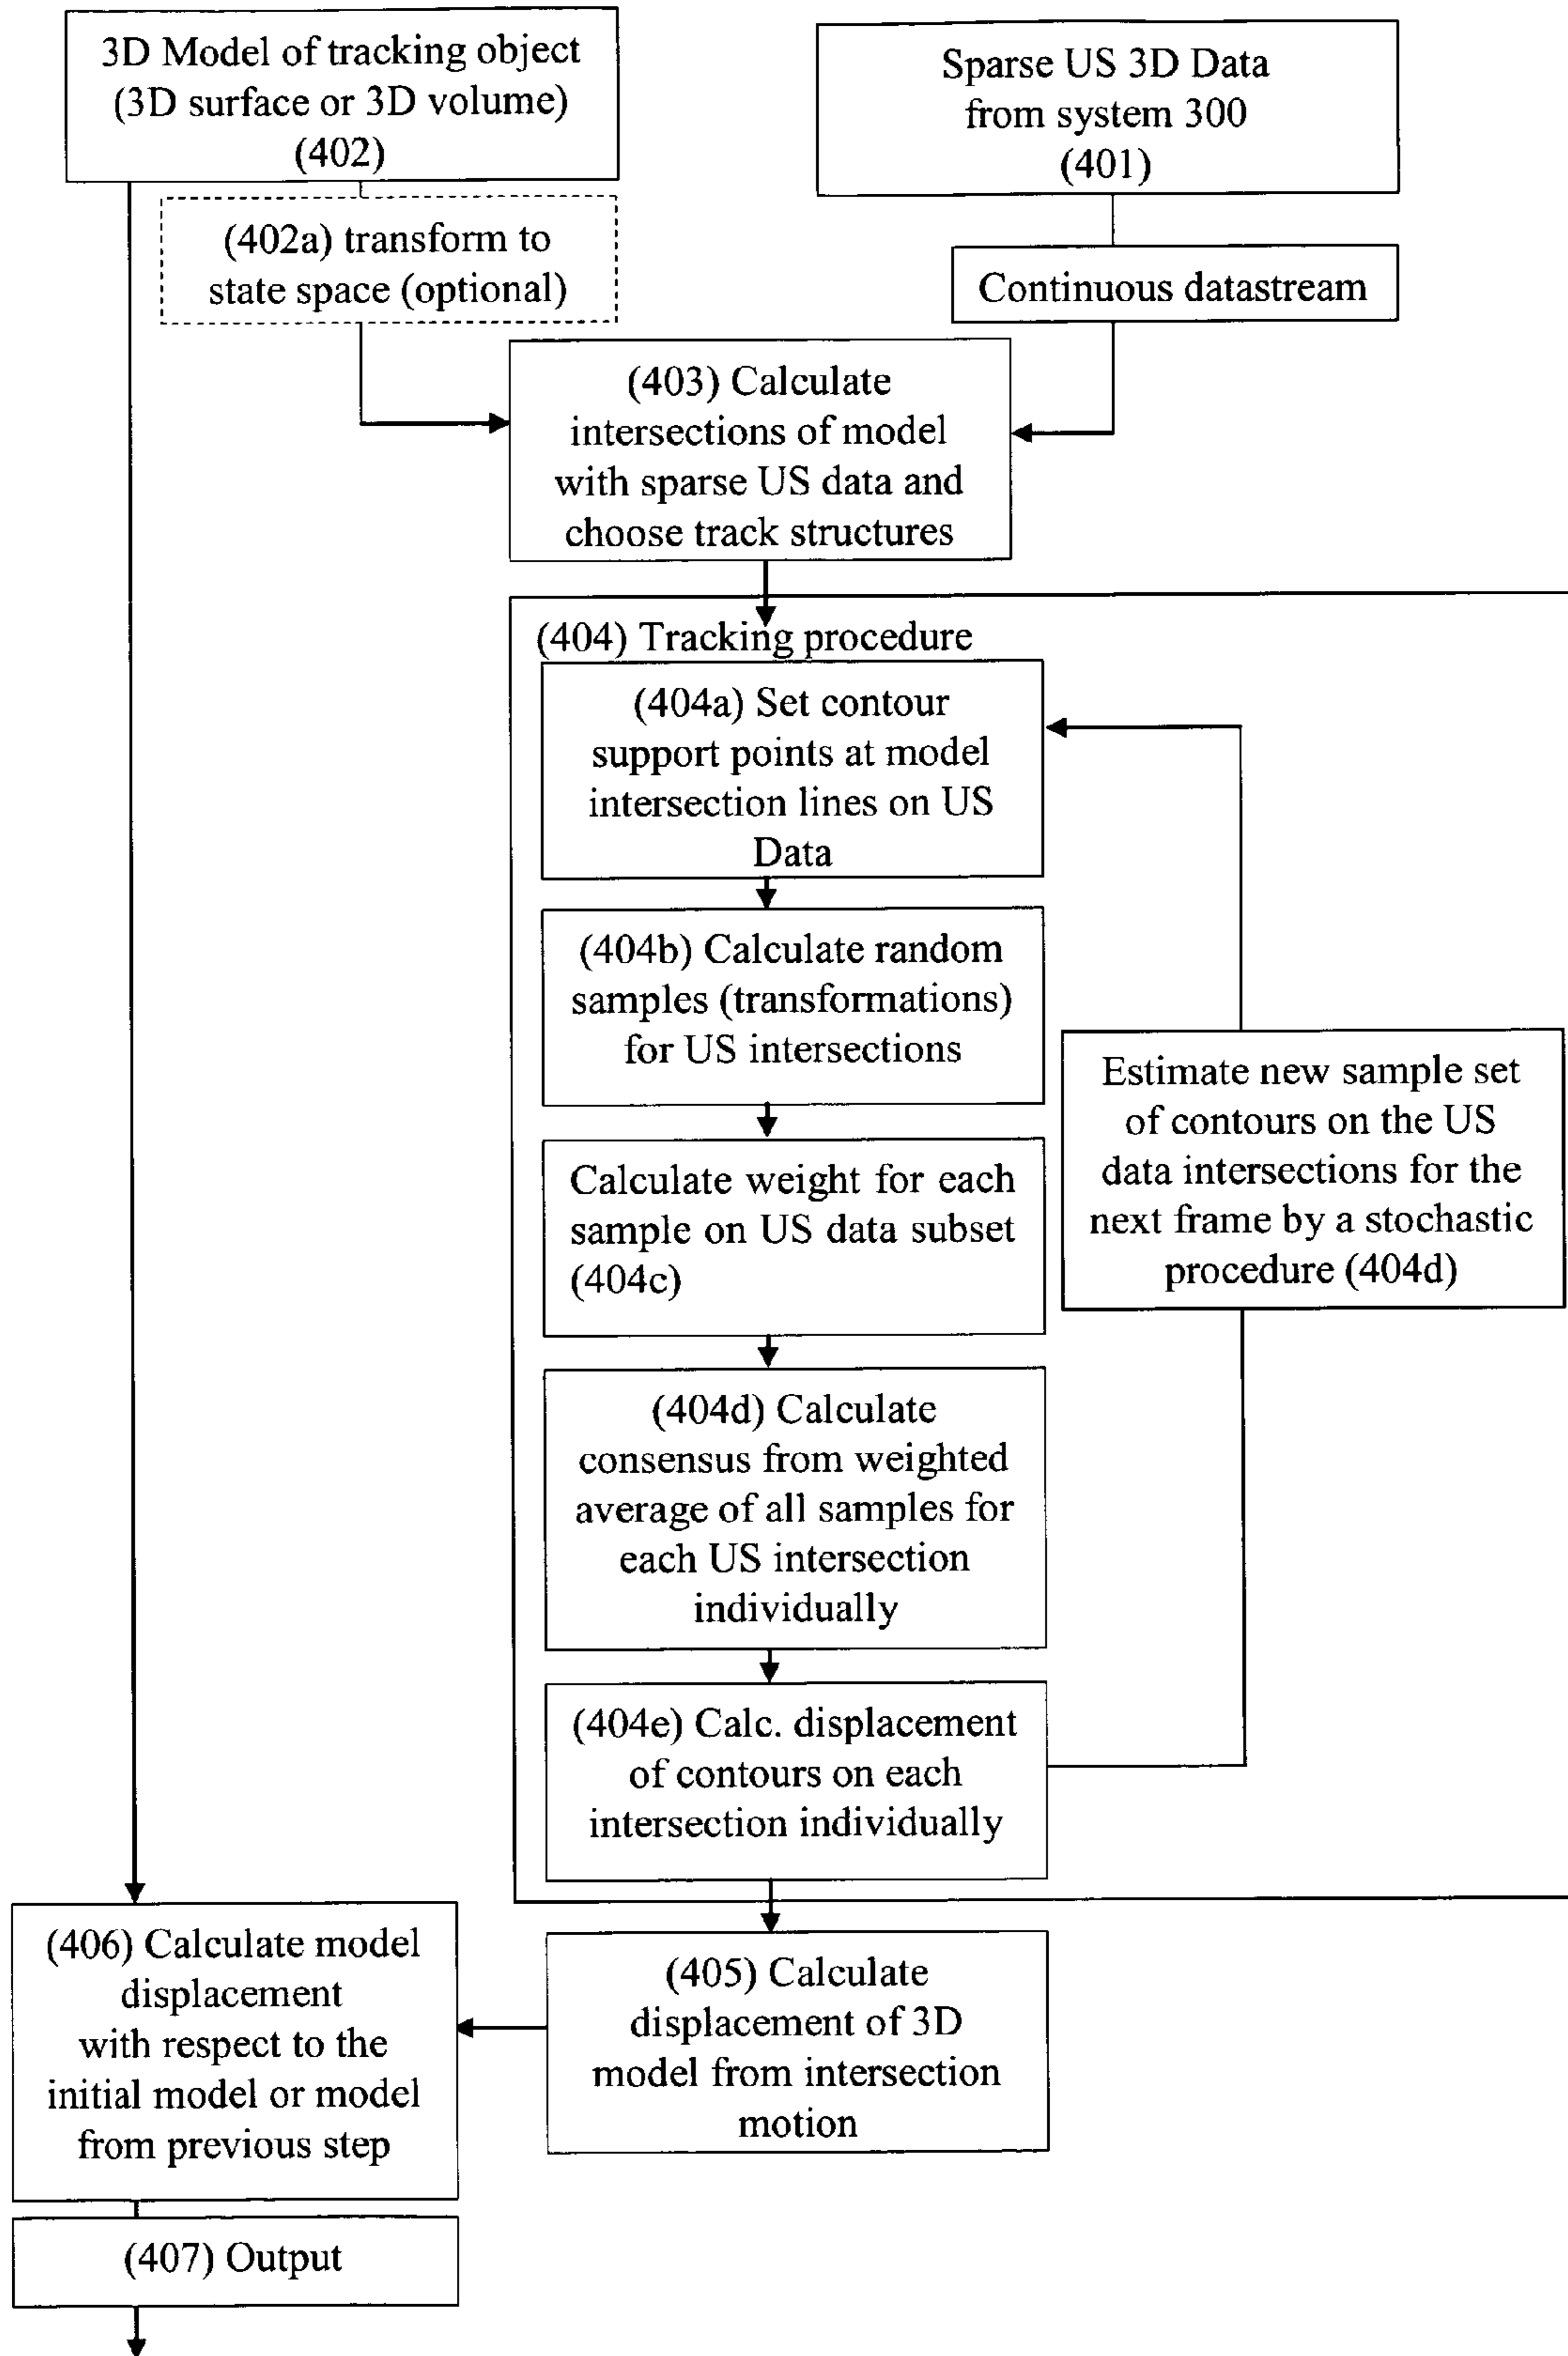 3D Model of tracking object
(3D surface or 3D volume)
(402)
Sparse US 3D Data
from system 300
(401)
(402a) transform to
state space (optional)
Continuous datastream
(403) Calculate
intersections of model
with sparse US data and
choose track structures
(404) Tracking procedure
(404a) Set contour
support points at model
intersection lines on US
Data
(404b) Calculate random
samples (transformations)
for US intersections
Estimate new sample set
of contours on the US
data intersections for the
next frame by a stochastic
procedure (404d)
Calculate weight for each
sample on US data subset
(404c)
(404d) Calculate
consensus from weighted
average of all samples for
each US intersection
individually
(404e) Calc. displacement
of contours on each
intersection individually
(406) Calculate model
displacement
with respect to the
initial model or model
from previous step
(405) Calculate
displacement of 3D
model from intersection
motion
(407) Output